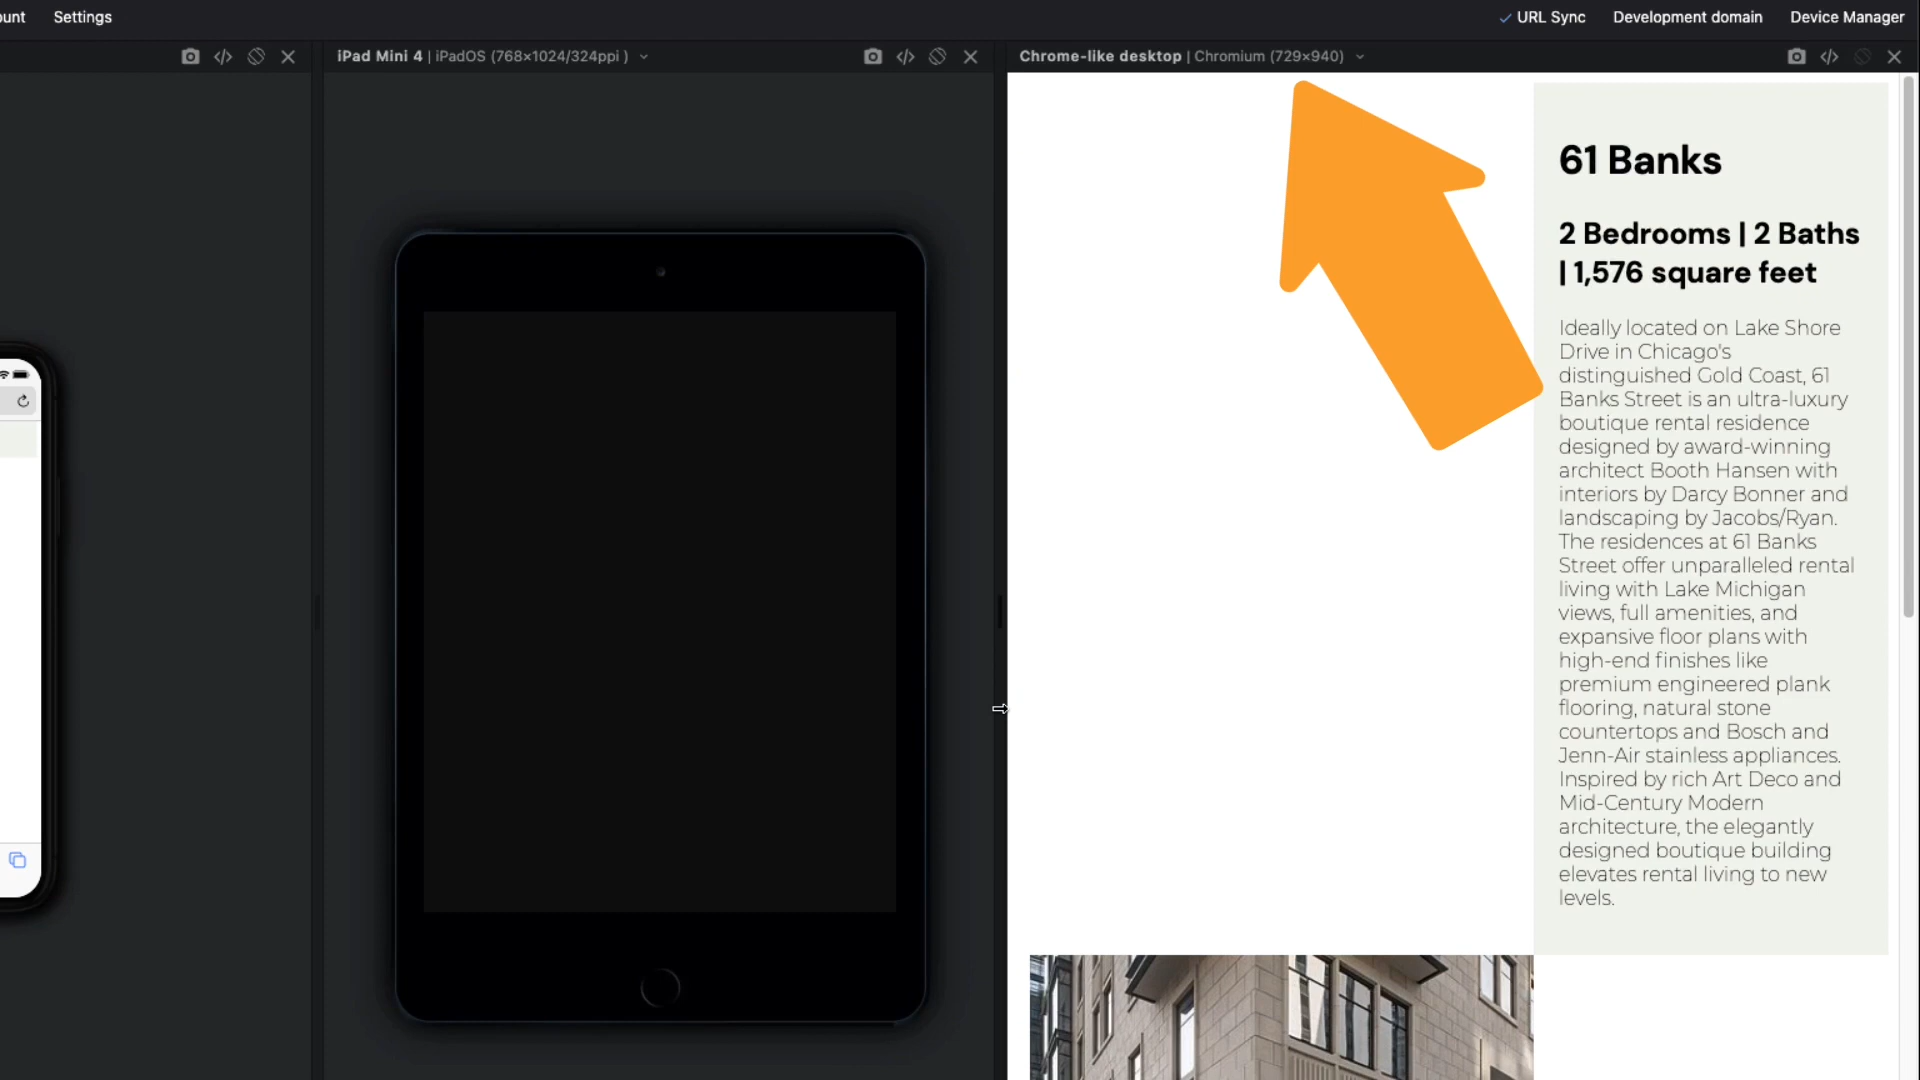 ount Settings
URL Sync Development domain Device Manager
iPad Mini 4 | iPadOS (768×1024/324ppi )
Chrome-like desktop | Chromium (729×940)
61 Banks
2 Bedrooms | 2 Baths
| 1,576 square feet
Ideally located on Lake Shore
Drive in Chicago's
distinguished Gold Coast, 61
Banks Street is an ultra-luxury
boutique rental residence
designed by award-winning
architect Booth Hansen with
interiors by Darcy Bonner and
landscaping by Jacobs/Ryan.
The residences at 61 Banks
Street offer unparalleled rental
living with Lake Michigan
views, full amenities, and
expansive floor plans with
high-end finishes like
premium engineered plank
flooring, natural stone
countertops and Bosch and
Jenn-Air stainless appliances.
Inspired by rich Art Deco and
Mid-Century Modern
architecture, the elegantly
designed boutique building
elevates rental living to new
levels.